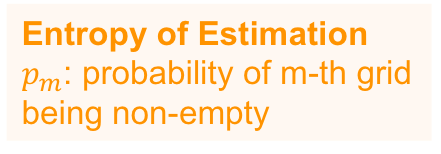 Entropy of Estimation
pₘ: probability of m-th grid
being non-empty